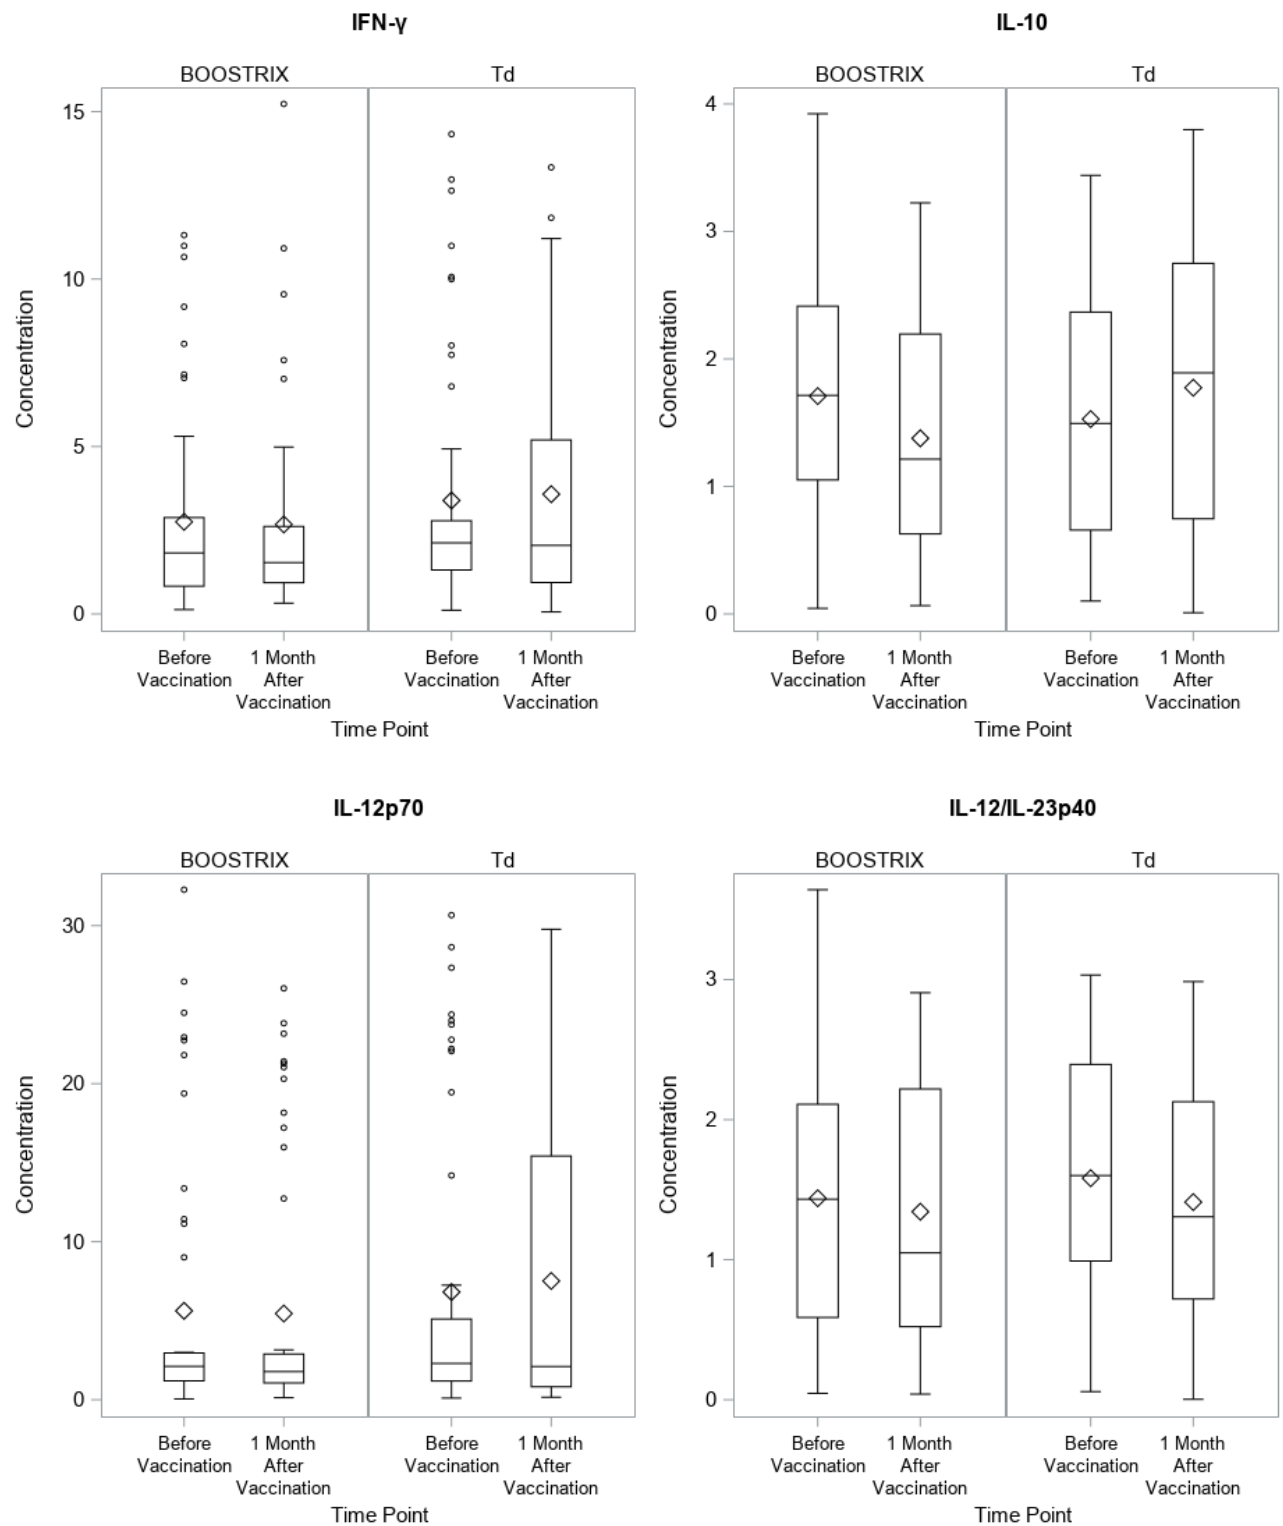 IFN-γ
BOOSTRIX Td
15
10
5
0
Concentration
Before Vaccination
1 Month After Vaccination
Before Vaccination
1 Month After Vaccination
Time Point
IL-10
BOOSTRIX Td
4
3
2
1
0
Concentration
Before Vaccination
1 Month After Vaccination
Before Vaccination
1 Month After Vaccination
Time Point
IL-12p70
BOOSTRIX Td
30
20
10
0
Concentration
Before Vaccination
1 Month After Vaccination
Before Vaccination
1 Month After Vaccination
Time Point
IL-12/IL-23p40
BOOSTRIX Td
3
2
1
0
Concentration
Before Vaccination
1 Month After Vaccination
Before Vaccination
1 Month After Vaccination
Time Point